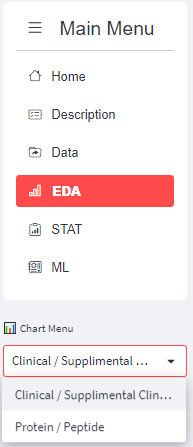 Main Menu
Home
Description
Data
EDA
STAT
ML
Chart Menu
Clinical / Supplimental ...
Clinical / Supplimental Clin...
Protein / Peptide